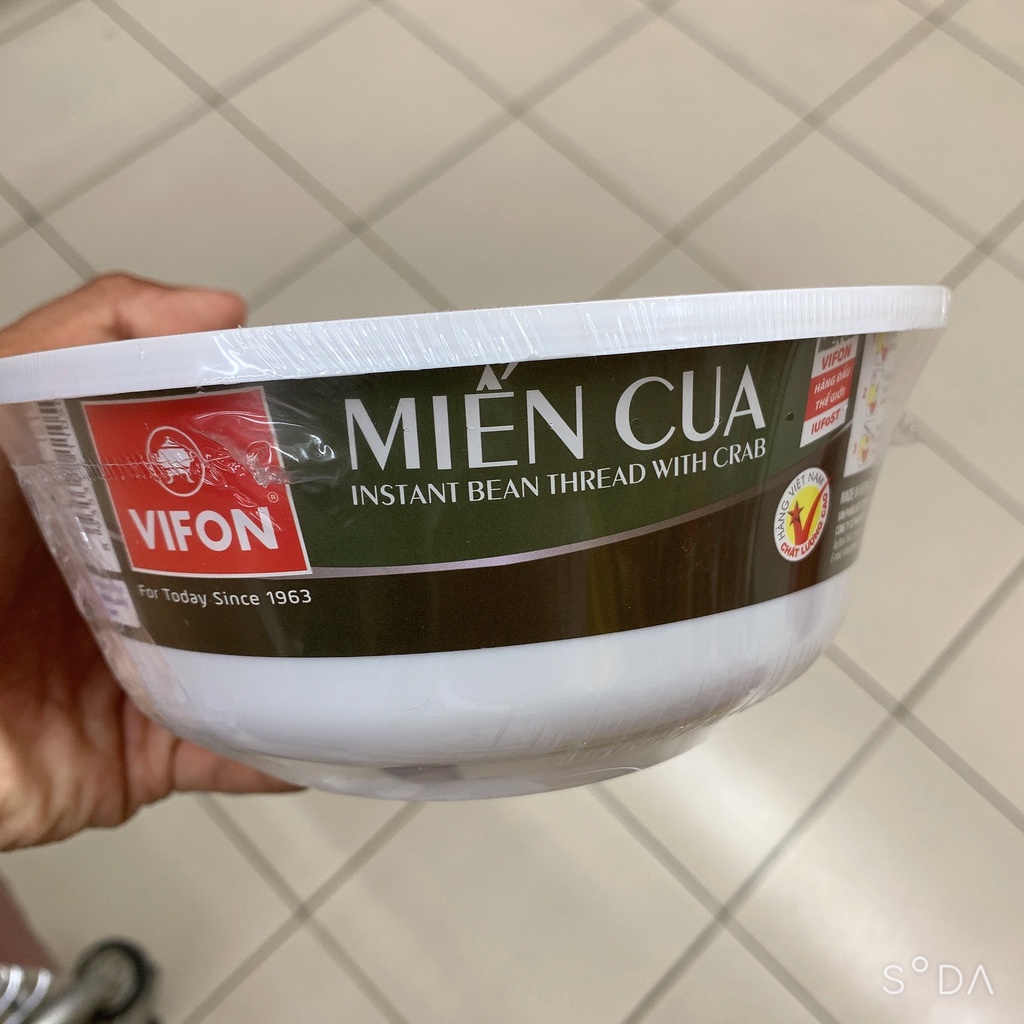 MIẾN CUA
INSTANT BEAN THREAD WITH CRAB
VIFON
®
For Today Since 1963
VIFON
HÀNG ĐẦU
THẾ GIỚI
IUFoST
HÀNG VIỆT NAM
CHẤT LƯỢNG CAO
SODA